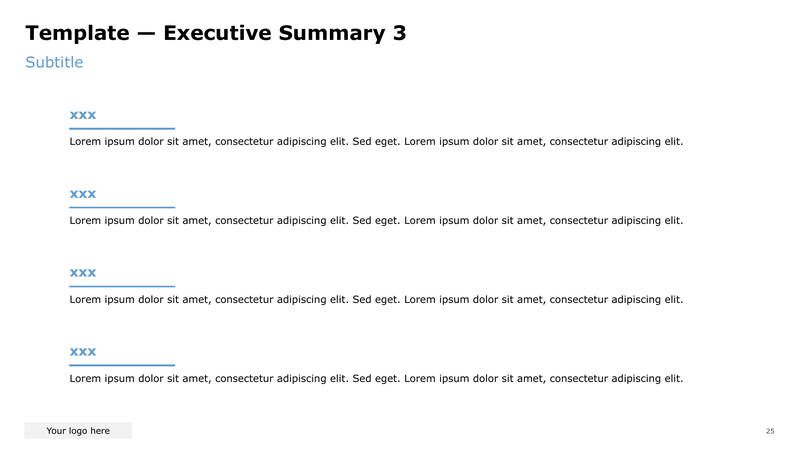 Template — Executive Summary 3
Subtitle
xxx
Lorem ipsum dolor sit amet, consectetur adipiscing elit. Sed eget. Lorem ipsum dolor sit amet, consectetur adipiscing elit.
xxx
Lorem ipsum dolor sit amet, consectetur adipiscing elit. Sed eget. Lorem ipsum dolor sit amet, consectetur adipiscing elit.
xxx
Lorem ipsum dolor sit amet, consectetur adipiscing elit. Sed eget. Lorem ipsum dolor sit amet, consectetur adipiscing elit.
xxx
Lorem ipsum dolor sit amet, consectetur adipiscing elit. Sed eget. Lorem ipsum dolor sit amet, consectetur adipiscing elit.
Your logo here
25